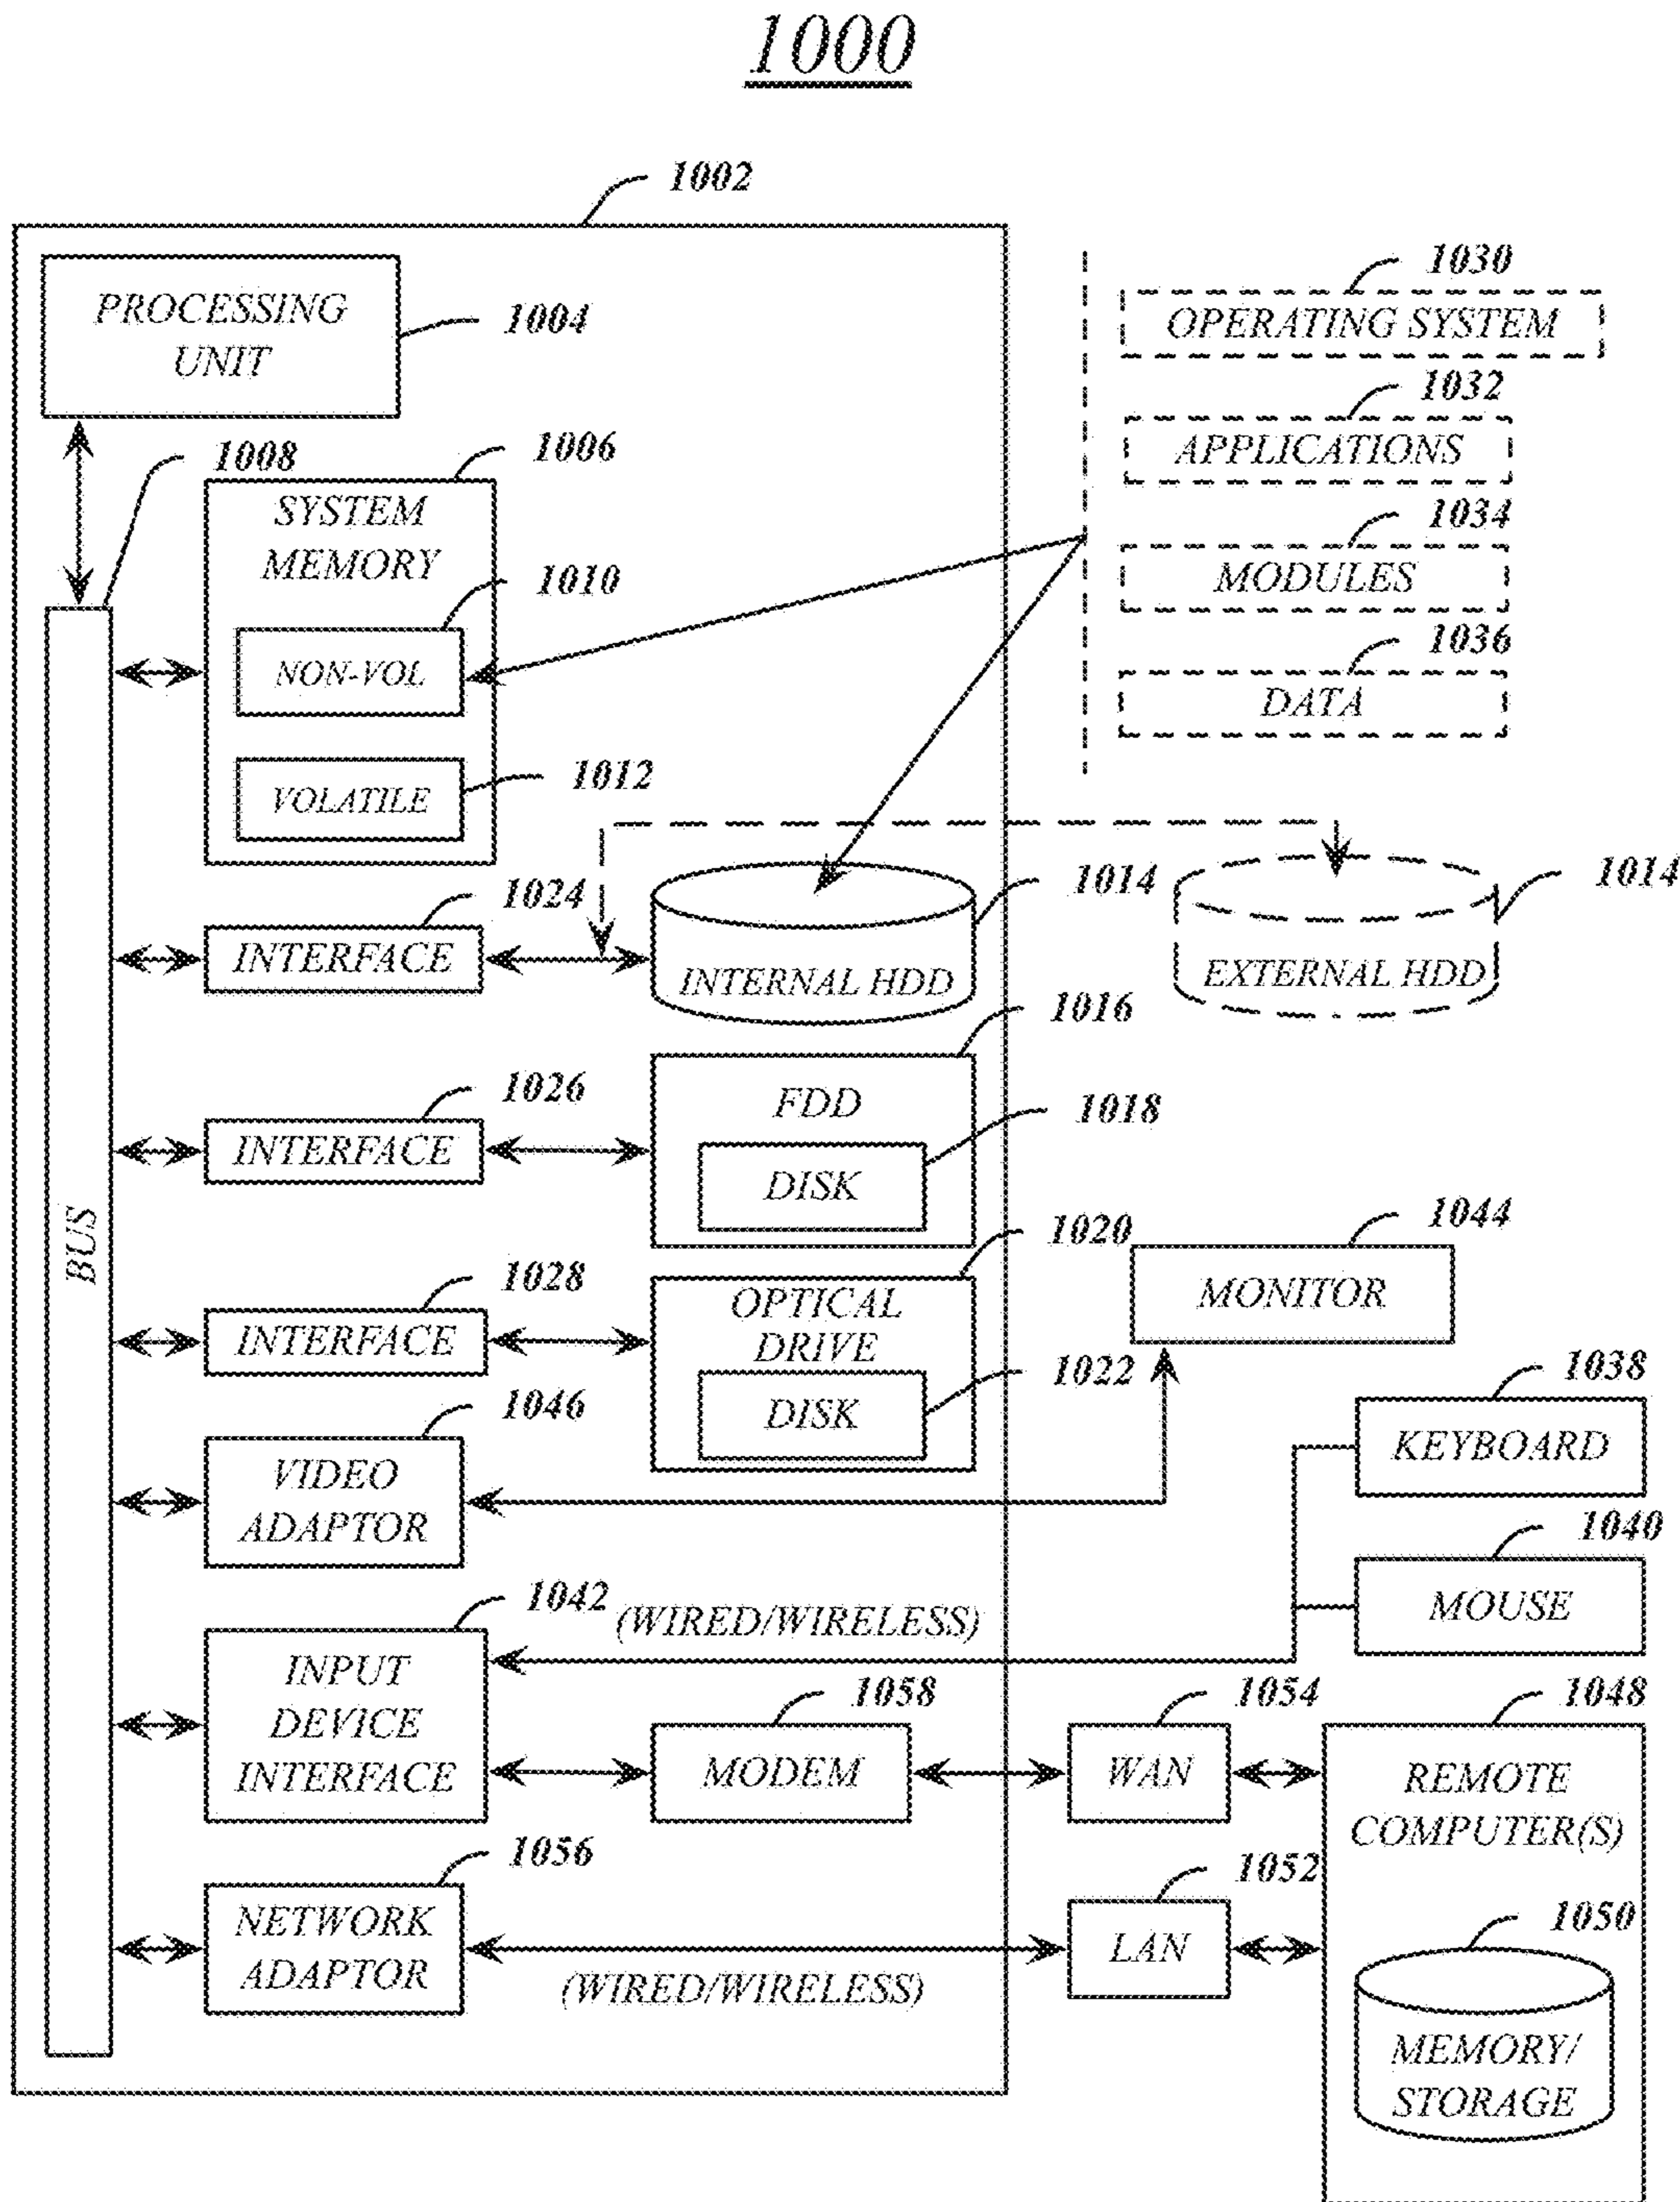 1000
1002
PROCESSING
UNIT
1004
1030
OPERATING SYSTEM
1032
APPLICATIONS
1034
MODULES
1036
DATA
1008
1006
SYSTEM
MEMORY
1010
NON-VOL
1012
VOLATILE
BUS
1024
INTERFACE
1014
INTERNAL HDD
1014
EXTERNAL HDD
1026
INTERFACE
1016
FDD
1018
DISK
1028
INTERFACE
1020
OPTICAL
DRIVE
1022
DISK
1044
MONITOR
1046
VIDEO
ADAPTOR
1038
KEYBOARD
1040
MOUSE
1042
(WIRED/WIRELESS)
INPUT
DEVICE
INTERFACE
1058
MODEM
1054
WAN
1048
REMOTE
COMPUTER(S)
1056
NETWORK
ADAPTOR
(WIRED/WIRELESS)
1052
LAN
1050
MEMORY/
STORAGE